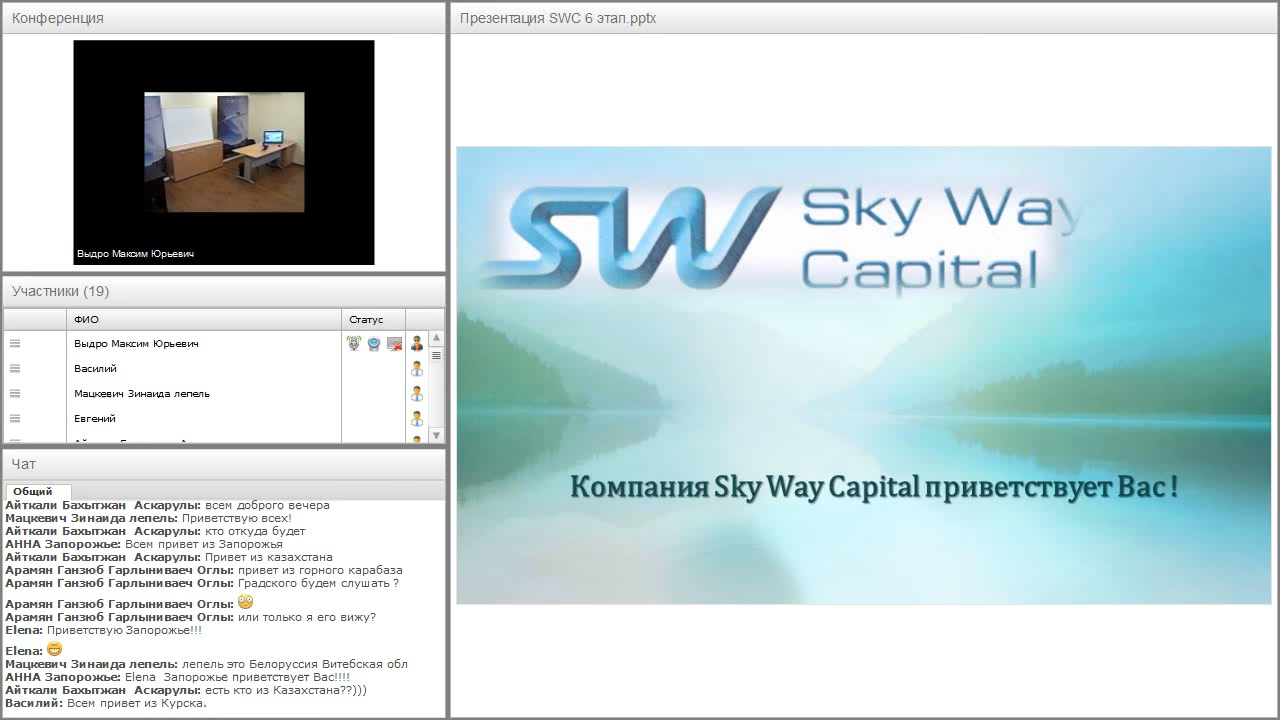 Конференция
Выдро Максим Юрьевич
Участники (19)
ФИО Статус
Выдро Максим Юрьевич
Василий
Мацкевич Зинаида лепель
Евгений
Чат
Общий
Айткали Бахытжан Аскарулы: всем доброго вечера
Мацкевич Зинаида лепель: Приветствую всех!
Айткали Бахытжан Аскарулы: кто откуда будет
АННА Запорожье: Всем привет из Запорожья
Айткали Бахытжан Аскарулы: Привет из казахстана
Арамян Ганзюб Гарлыниваеч Оглы: привет из горного карабаза
Арамян Ганзюб Гарлыниваеч Оглы: Градского будем слушать ?
Арамян Ганзюб Гарлыниваеч Оглы:
Арамян Ганзюб Гарлыниваеч Оглы: или только я его вижу?
Elena: Приветствую Запорожье!!!
Elena:
Мацкевич Зинаида лепель: лепель это Белоруссия Витебская обл
АННА Запорожье: Elena Запорожье приветствует Вас!!!!
Айткали Бахытжан Аскарулы: есть кто из Казахстана??)))
Василий: Всем привет из Курска.
Презентация SWC 6 этап.pptx
SW Sky Way
Capital
Компания Sky Way Capital приветствует Вас !